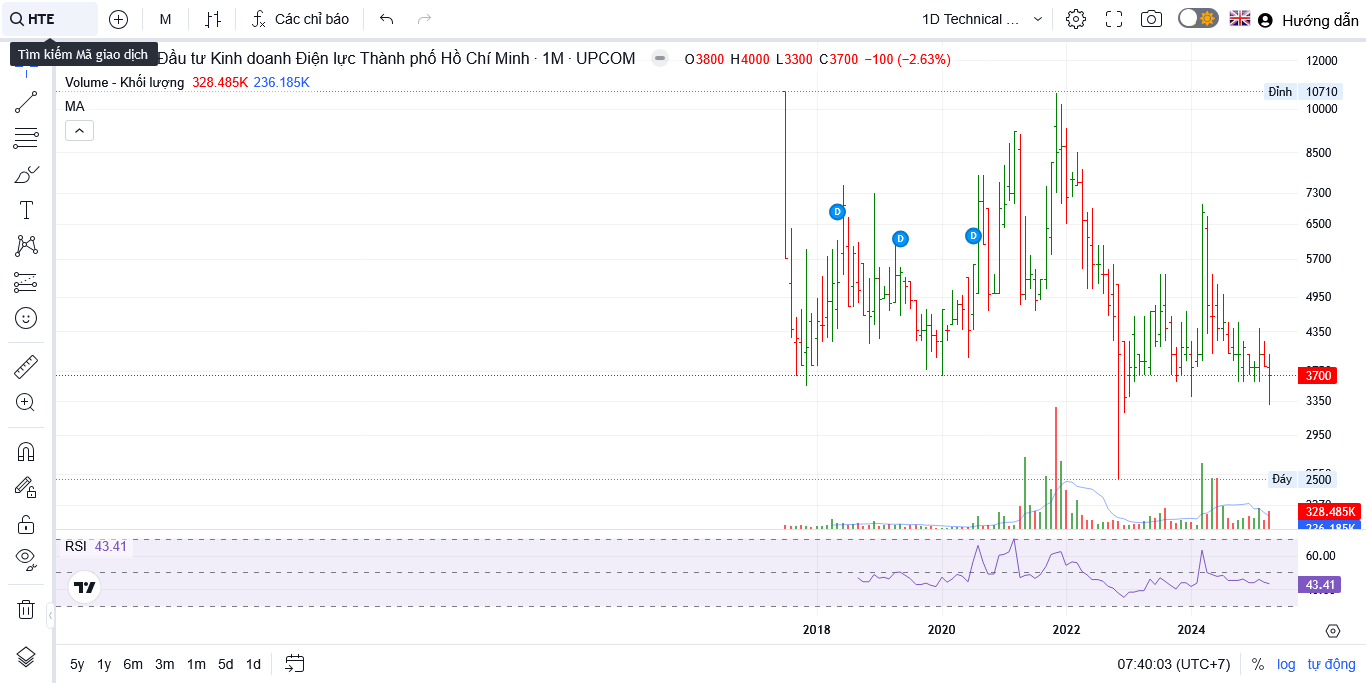 HTE
M
Các chỉ báo
1D Technical ...
Hướng dẫn
Tìm kiếm Mã giao dịch
Đầu tư Kinh doanh Điện lực Thành phố Hồ Chí Minh · 1M · UPCOM
O3800 H4000 L3300 C3700 −100 (−2.63%)
Volume - Khối lượng 328.485K 236.185K
MA
12000
Đỉnh 10710
10000
8500
7300
6500
5700
4950
4350
3700
3350
2950
Đáy 2500
328.485K
236.185K
D
D
D
RSI 43.41
60.00
43.41
2018
2020
2022
2024
5y 1y 6m 3m 1m 5d 1d
07:40:03 (UTC+7)
%
log
tự động